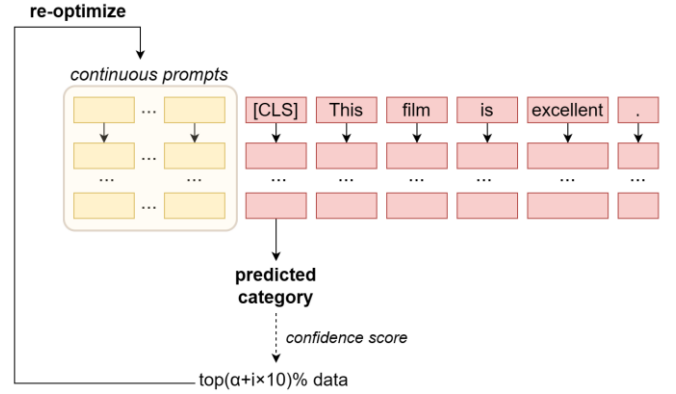 re-optimize
continuous prompts
... ...
[CLS] This film is excellent .
... ...
... ... ... ... ... ... ... ...
...
predicted
category
confidence score
top(α+i×10)% data